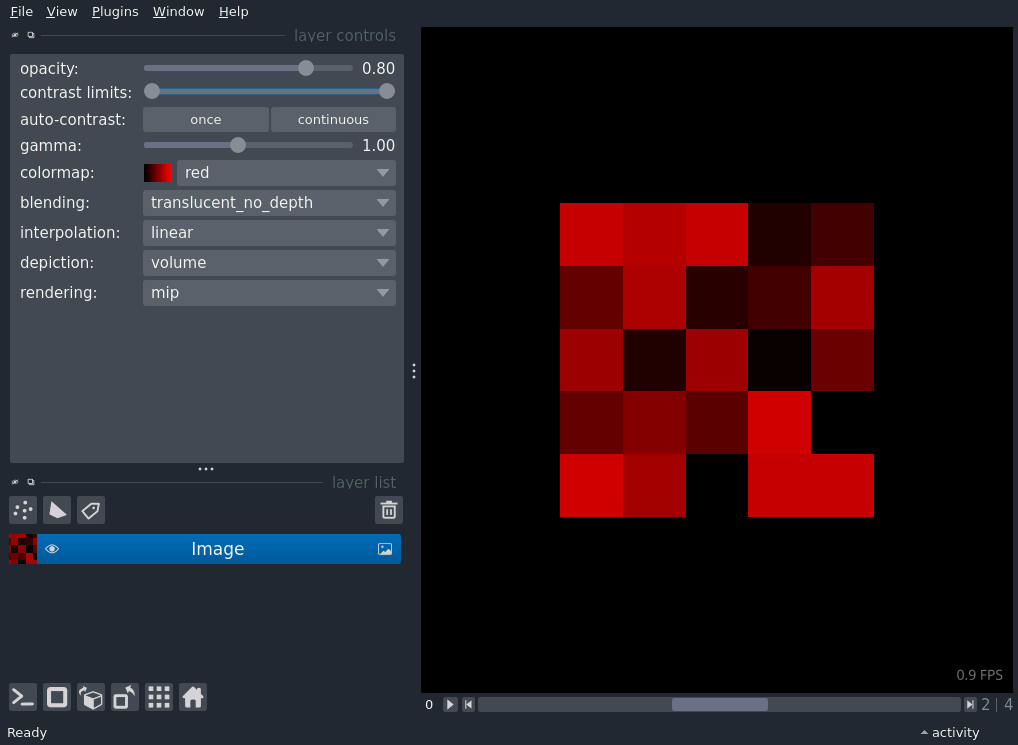 File View Plugins Window Help
layer controls
opacity: 0.80
contrast limits:
auto-contrast: once continuous
gamma: 1.00
colormap: red
blending: translucent_no_depth
interpolation: linear
depiction: volume
rendering: mip
layer list
Image
0.9 FPS
0 2 | 4
Ready activity